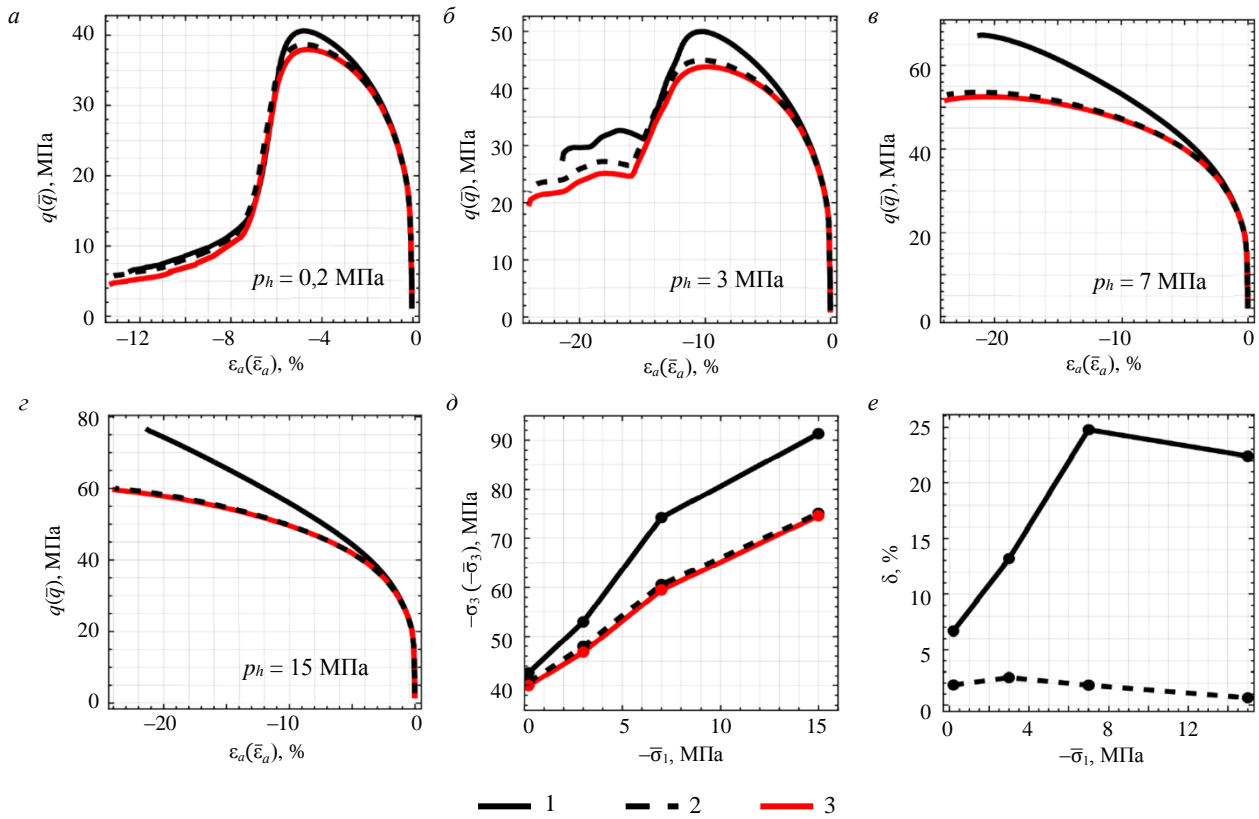 а
40
30
20
10
0
q(q̅), МПа
pₕ = 0,2 МПа
−12
−8
−4
0
εₐ(ε̅ₐ), %
б
50
40
30
20
10
0
q(q̅), МПа
pₕ = 3 МПа
−20
−10
0
εₐ(ε̅ₐ), %
в
60
40
20
0
q(q̅), МПа
pₕ = 7 МПа
−20
−10
0
εₐ(ε̅ₐ), %
г
80
60
40
20
0
q(q̅), МПа
pₕ = 15 МПа
−20
−10
0
εₐ(ε̅ₐ), %
д
90
80
70
60
50
40
−σ₃ (−σ̅₃), МПа
0
5
10
15
−σ̅₁, МПа
е
25
20
15
10
5
0
δ, %
0
4
8
12
−σ̅₁, МПа
1
2
3